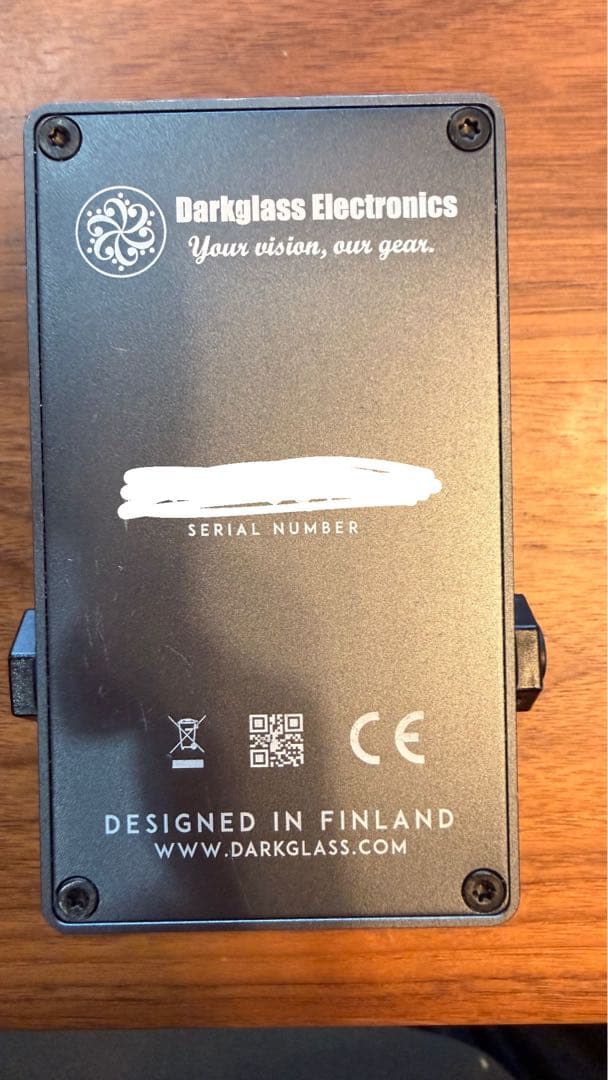 Darkglass Electronics
Your vision, our gear.
SERIAL NUMBER
CE
DESIGNED IN FINLAND
WWW.DARKGLASS.COM